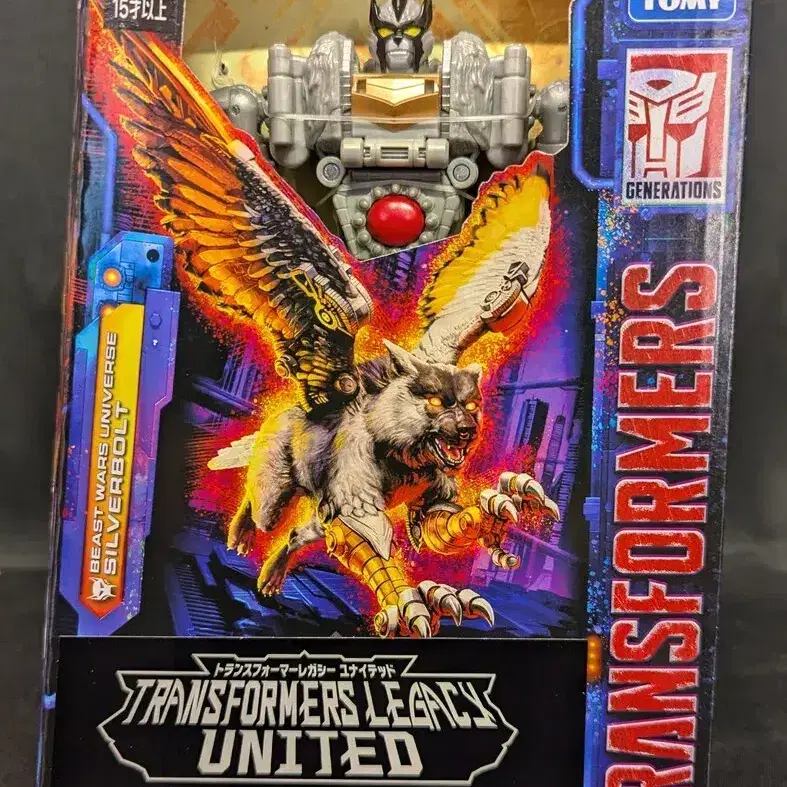 15才以上
TOMY
GENERATIONS
TRANSFORMERS
BEAST WARS UNIVERSE
SILVERBOLT
トランスフォーマーレガシー ユナイテッド
TRANSFORMERS LEGACY
UNITED